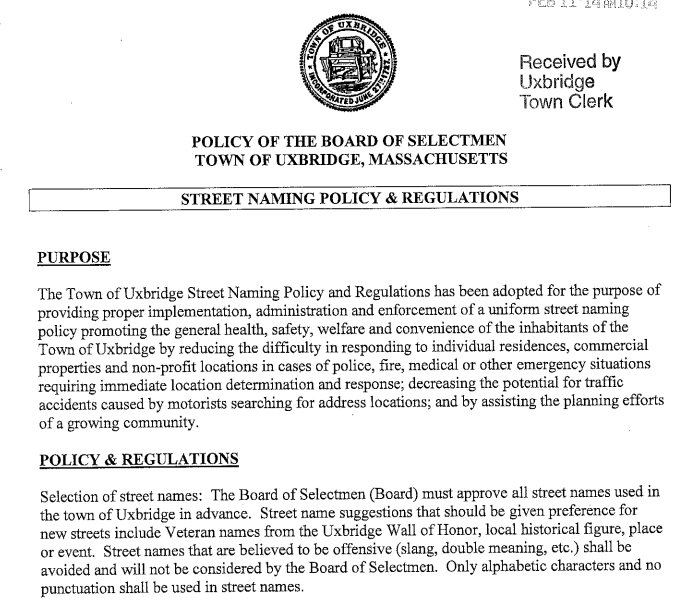 FEB 11 '14 AM10:14
TOWN OF UXBRIDGE
INCORPORATED JUNE 27TH 1727
Received by
Uxbridge
Town Clerk
POLICY OF THE BOARD OF SELECTMEN
TOWN OF UXBRIDGE, MASSACHUSETTS
STREET NAMING POLICY & REGULATIONS
PURPOSE
The Town of Uxbridge Street Naming Policy and Regulations has been adopted for the purpose of
providing proper implementation, administration and enforcement of a uniform street naming
policy promoting the general health, safety, welfare and convenience of the inhabitants of the
Town of Uxbridge by reducing the difficulty in responding to individual residences, commercial
properties and non-profit locations in cases of police, fire, medical or other emergency situations
requiring immediate location determination and response; decreasing the potential for traffic
accidents caused by motorists searching for address locations; and by assisting the planning efforts
of a growing community.
POLICY & REGULATIONS
Selection of street names: The Board of Selectmen (Board) must approve all street names used in
the town of Uxbridge in advance. Street name suggestions that should be given preference for
new streets include Veteran names from the Uxbridge Wall of Honor, local historical figure, place
or event. Street names that are believed to be offensive (slang, double meaning, etc.) shall be
avoided and will not be considered by the Board of Selectmen. Only alphabetic characters and no
punctuation shall be used in street names.